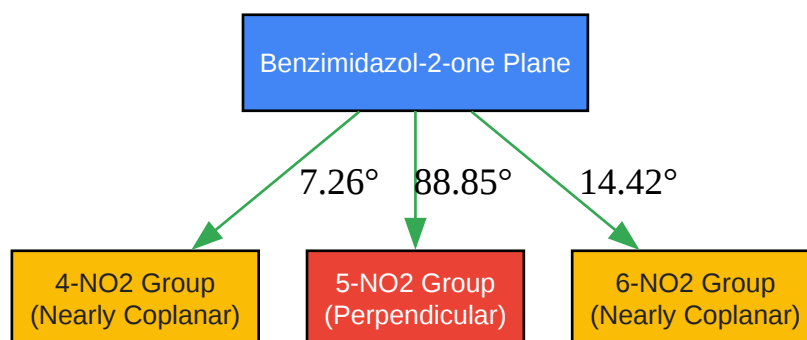 Benzimidazol-2-one Plane
7.26°
88.85°
14.42°
4-NO2 Group
(Nearly Coplanar)
5-NO2 Group
(Perpendicular)
6-NO2 Group
(Nearly Coplanar)